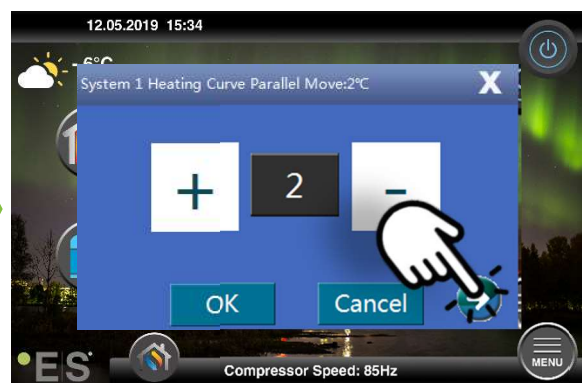 12.05.2019 15:34
-6°C
System 1 Heating Curve Parallel Move:2℃
X
+ 2 -
OK Cancel
ES
Compressor Speed: 85Hz
MENU